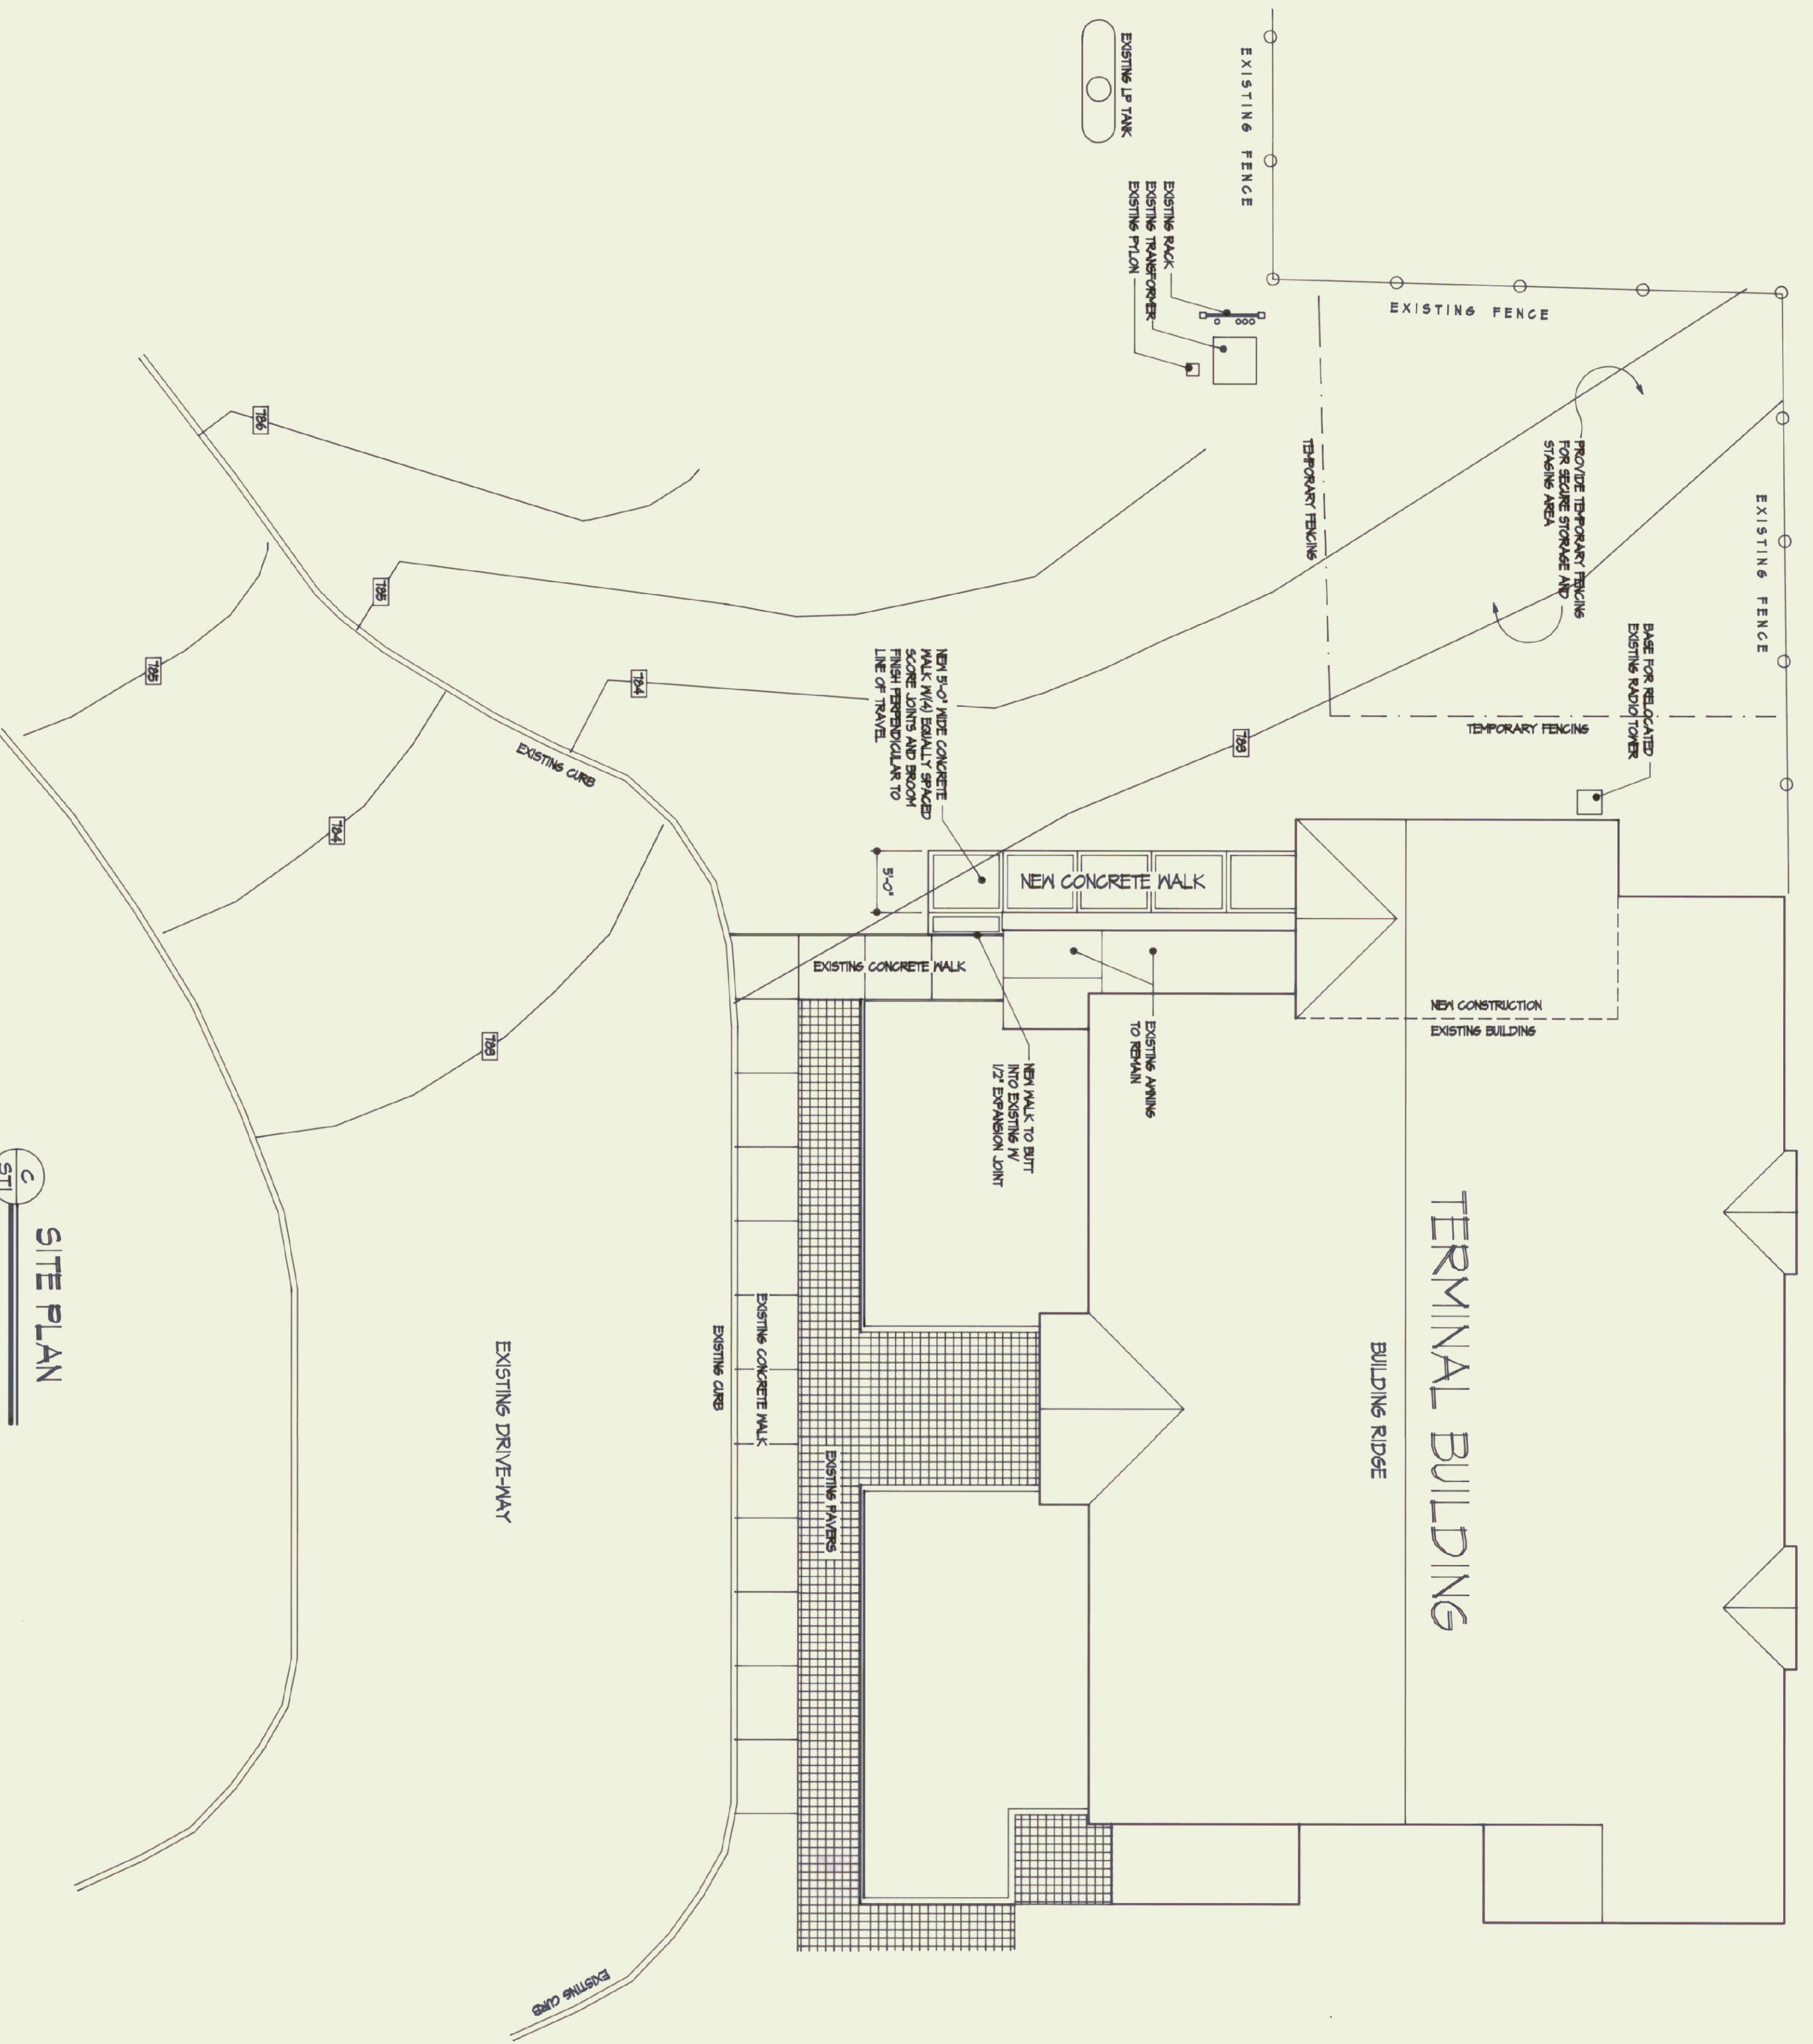 EXISTING LP TANK
EXISTING FENCE
EXISTING RACK
EXISTING TRANSFORMER
EXISTING PYLON
EXISTING FENCE
EXISTING FENCE
PROVIDE TEMPORARY FENCING
FOR SECURE STORAGE AND
STAGING AREA
TEMPORARY FENCING
TEMPORARY FENCING
BASE FOR RELOCATED
EXISTING RADIO TOWER
786
785
785
784
784
783
783
EXISTING CURB
NEW 5'-0" WIDE CONCRETE
WALK W/(4) EQUALLY SPACED
SCORE JOINTS AND BROOM
FINISH PERPENDICULAR TO
LINE OF TRAVEL
5'-0"
NEW CONCRETE WALK
EXISTING CONCRETE WALK
NEW CONSTRUCTION
EXISTING BUILDING
EXISTING AWNING
TO REMAIN
NEW WALK TO BUTT
INTO EXISTING W/
1/2" EXPANSION JOINT
TERMINAL BUILDING
BUILDING RIDGE
EXISTING CONCRETE WALK
EXISTING CURB
EXISTING PAVERS
EXISTING DRIVE-WAY
EXISTING CURB
C
ST1
SITE PLAN